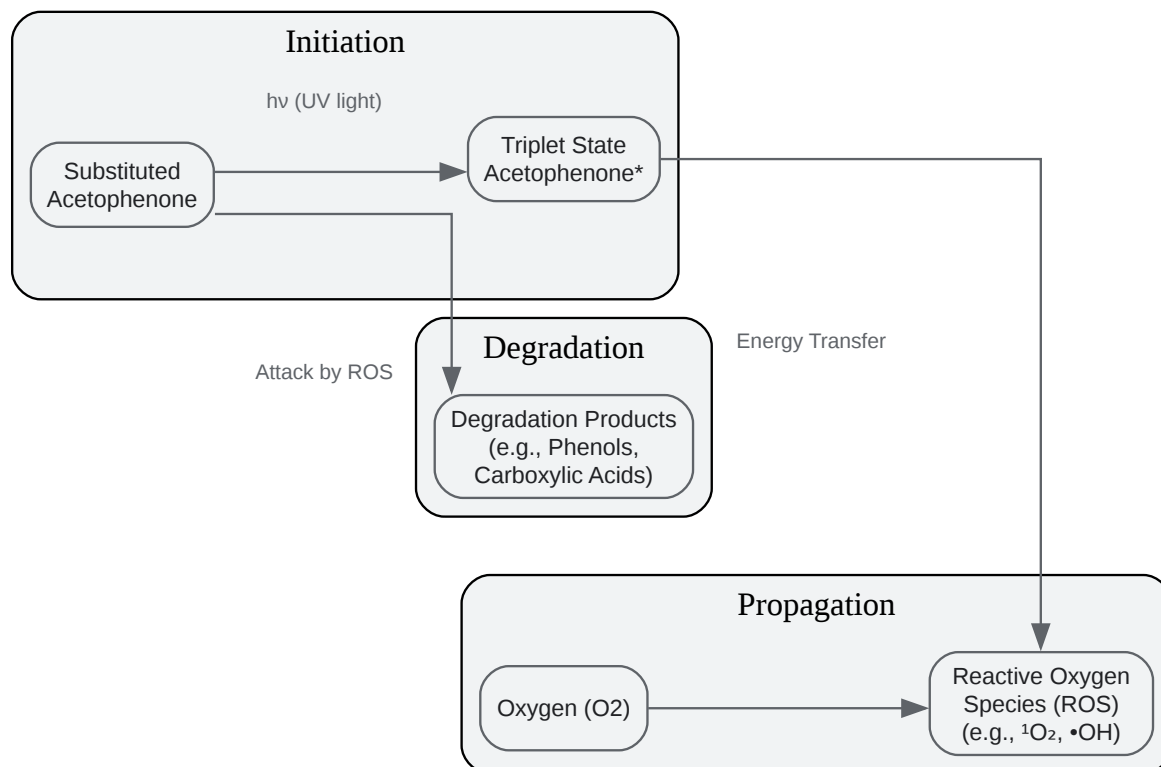 Initiation
hν (UV light)
Substituted
Acetophenone
Triplet State
Acetophenone*
Degradation
Energy Transfer
Attack by ROS
Degradation Products
(e.g., Phenols,
Carboxylic Acids)
Propagation
Oxygen (O2)
Reactive Oxygen
Species (ROS)
(e.g., ¹O₂, •OH)